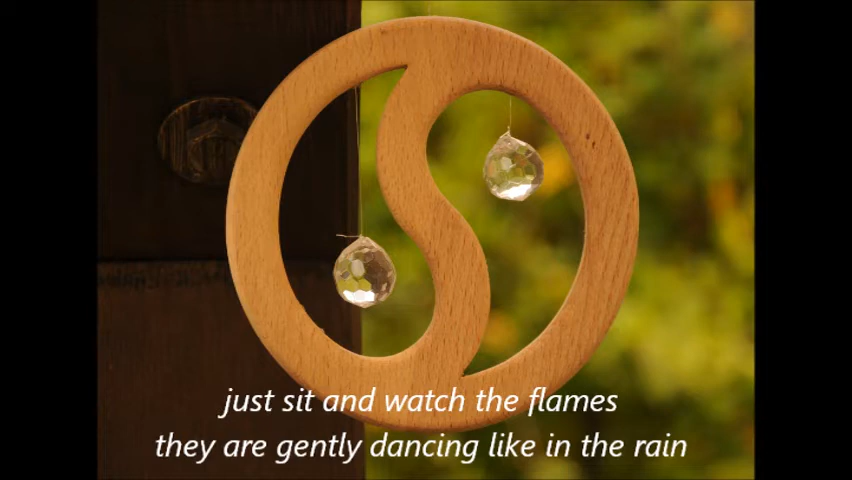 just sit and watch the flames
they are gently dancing like in the rain